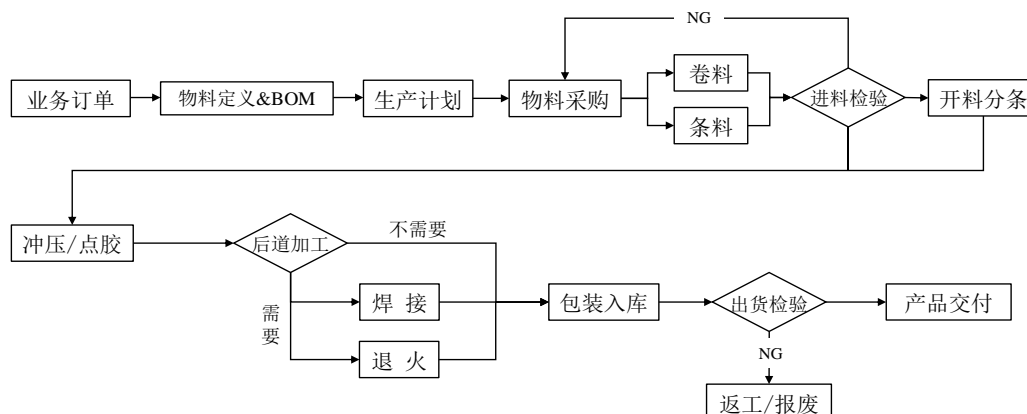 NG
卷料
业务订单
物料定义&BOM
生产计划
物料采购
进料检验
开料分条
条料
冲压/点胶
后道加工
不需要
需要
焊 接
包装入库
出货检验
产品交付
退 火
NG
返工/报废